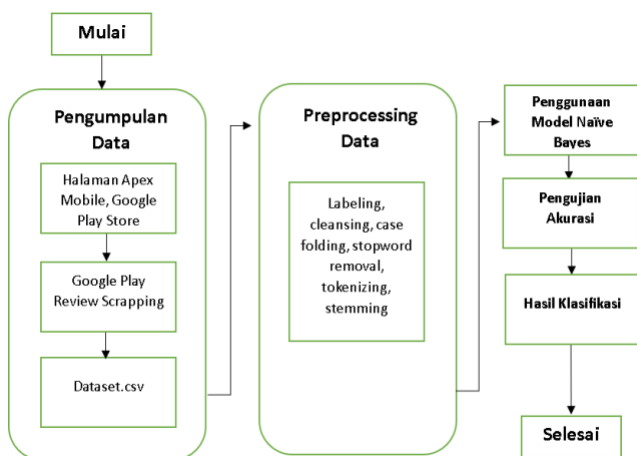 Mulai
Pengumpulan
Data
Halaman Apex
Mobile, Google
Play Store
Google Play
Review Scrapping
Dataset.csv
Preprocessing
Data
Labeling,
cleansing, case
folding, stopword
removal,
tokenizing,
stemming
Penggunaan
Model Naïve
Bayes
Pengujian
Akurasi
Hasil Klasifikasi
Selesai